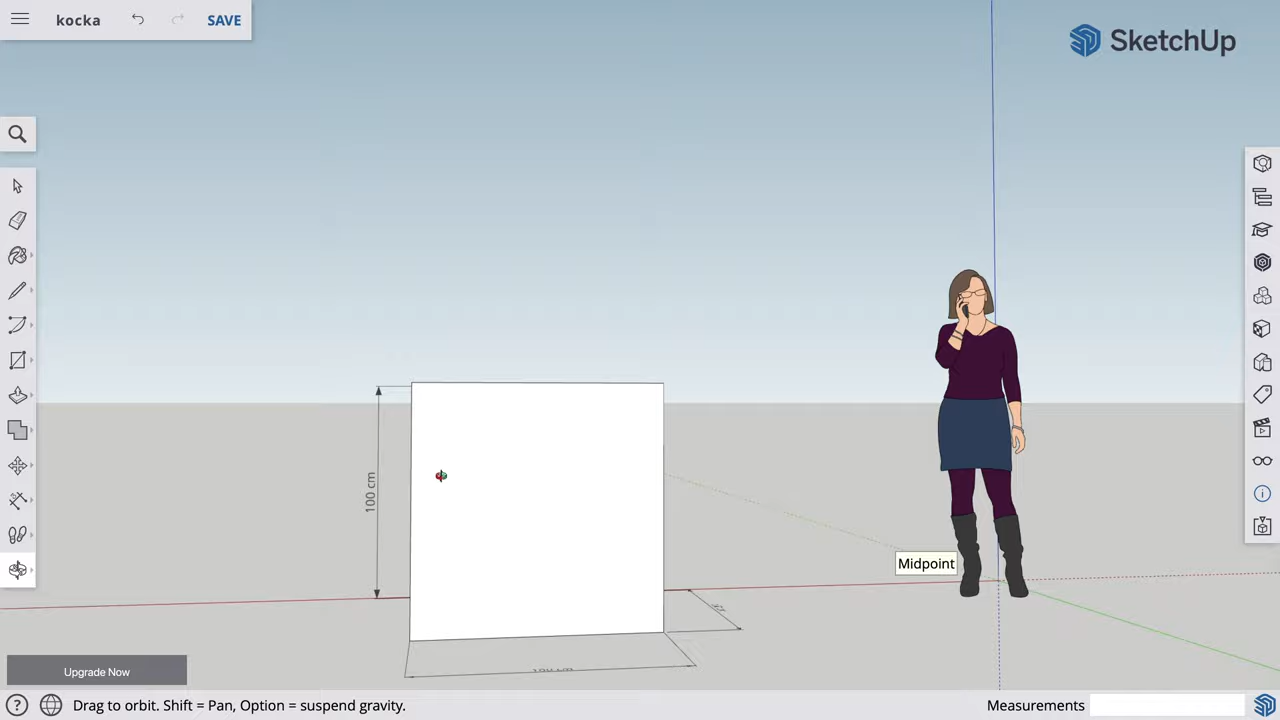 kocka
SAVE
SketchUp
100 cm
Midpoint
Upgrade Now
Drag to orbit. Shift = Pan, Option = suspend gravity.
Measurements